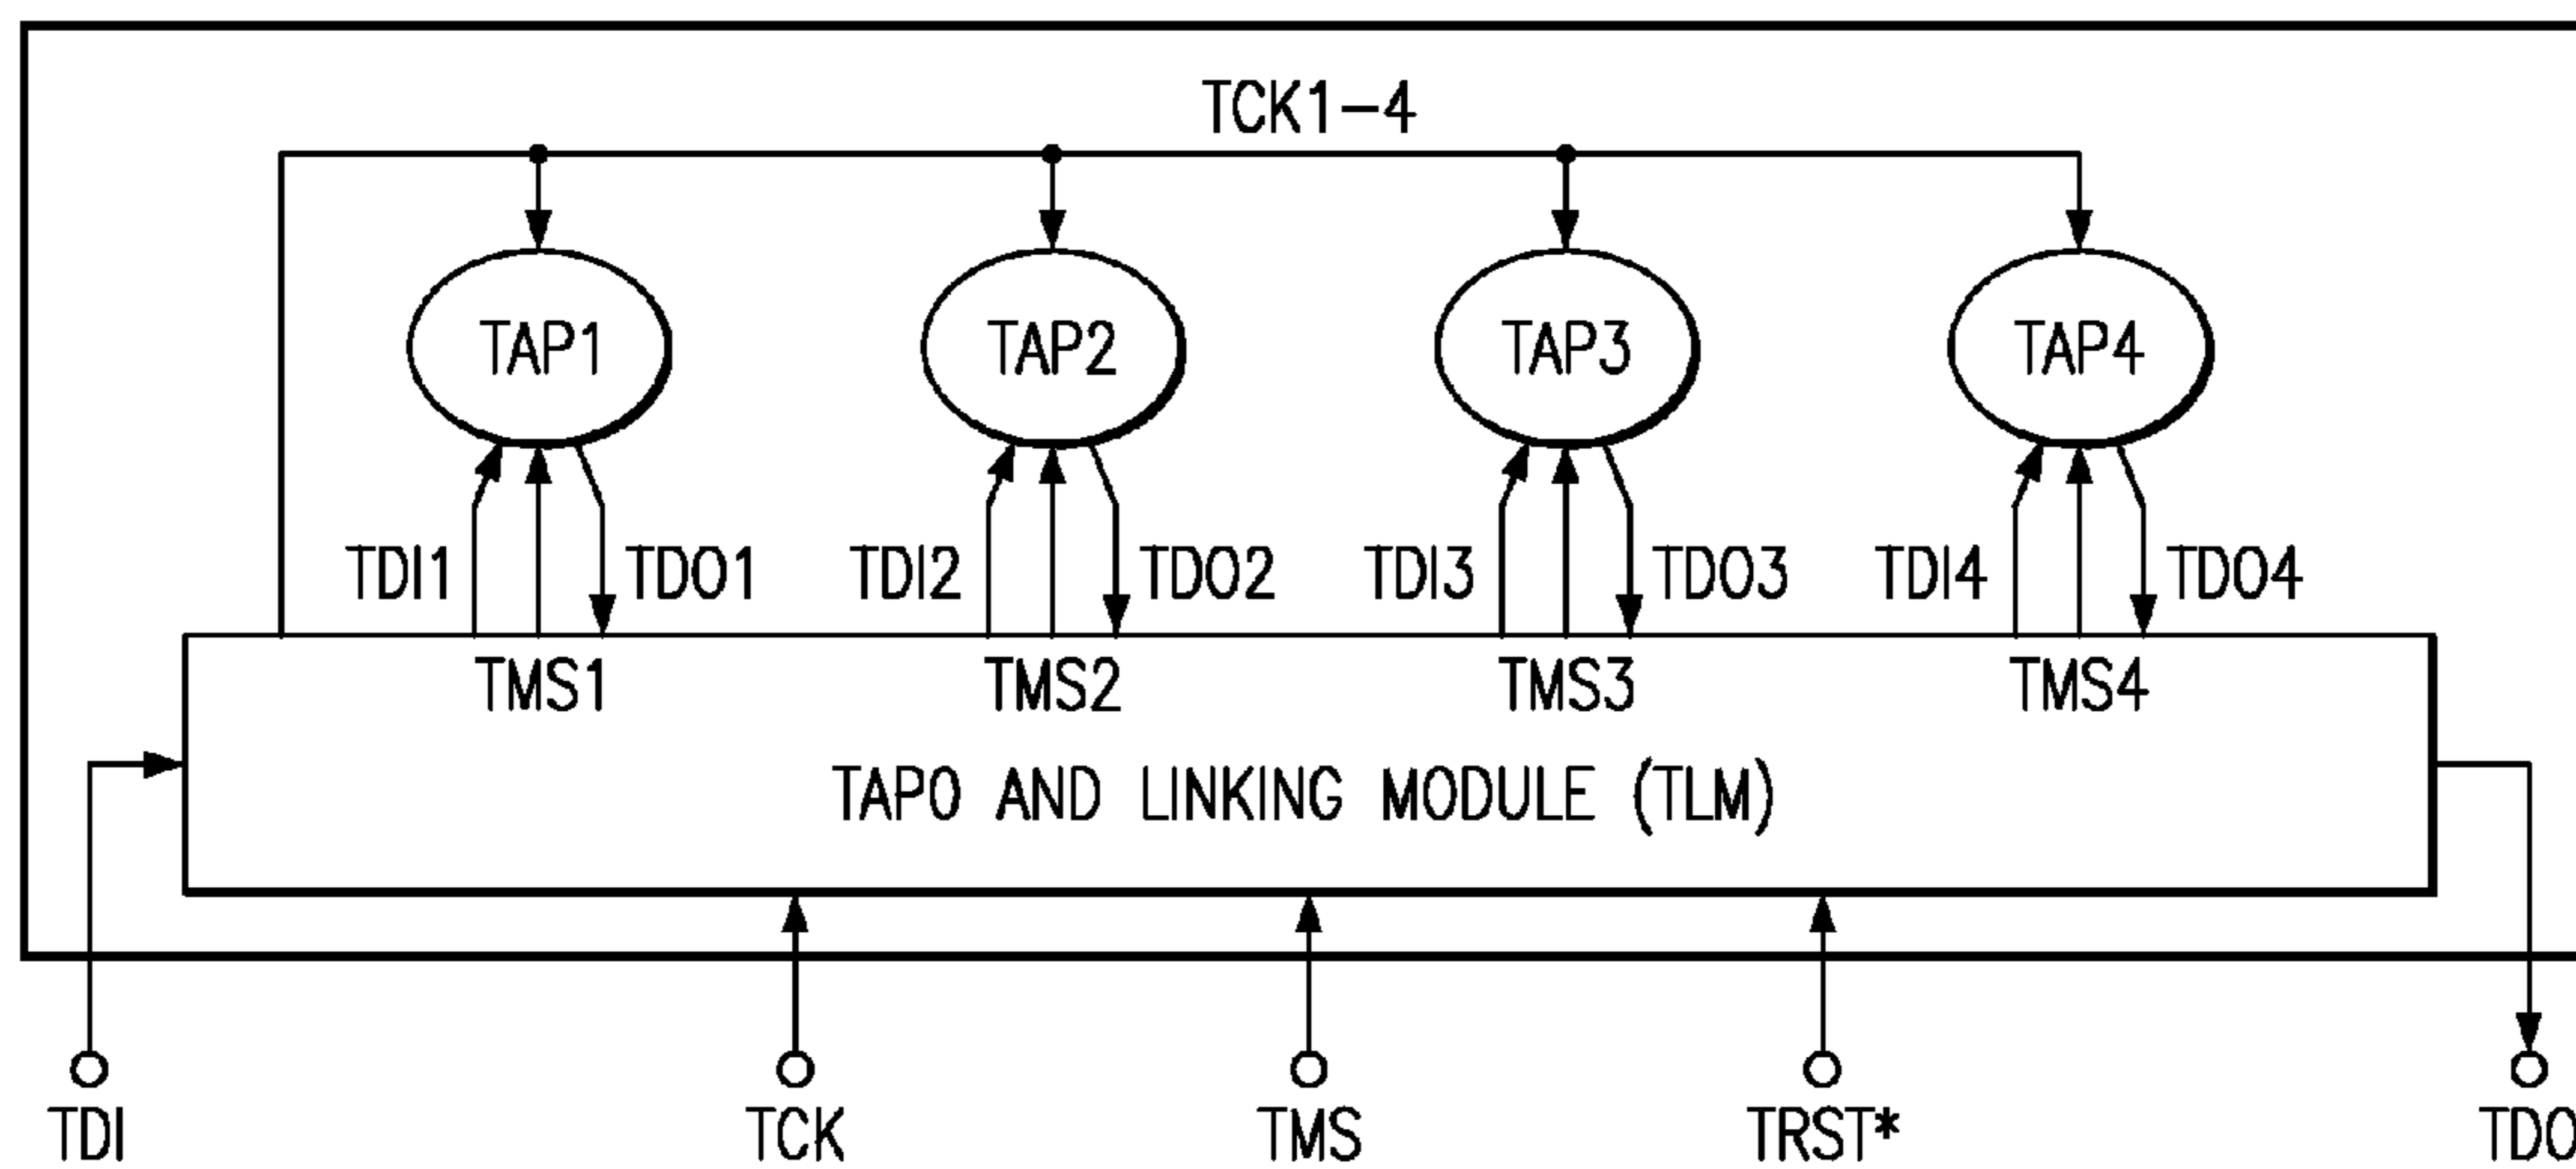 TCK1-4
TAP1 TAP2 TAP3 TAP4
TDI1 TDO1 TDI2 TDO2 TDI3 TDO3 TDI4 TDO4
TMS1 TMS2 TMS3 TMS4
TAP0 AND LINKING MODULE (TLM)
TDI TCK TMS TRST* TDO